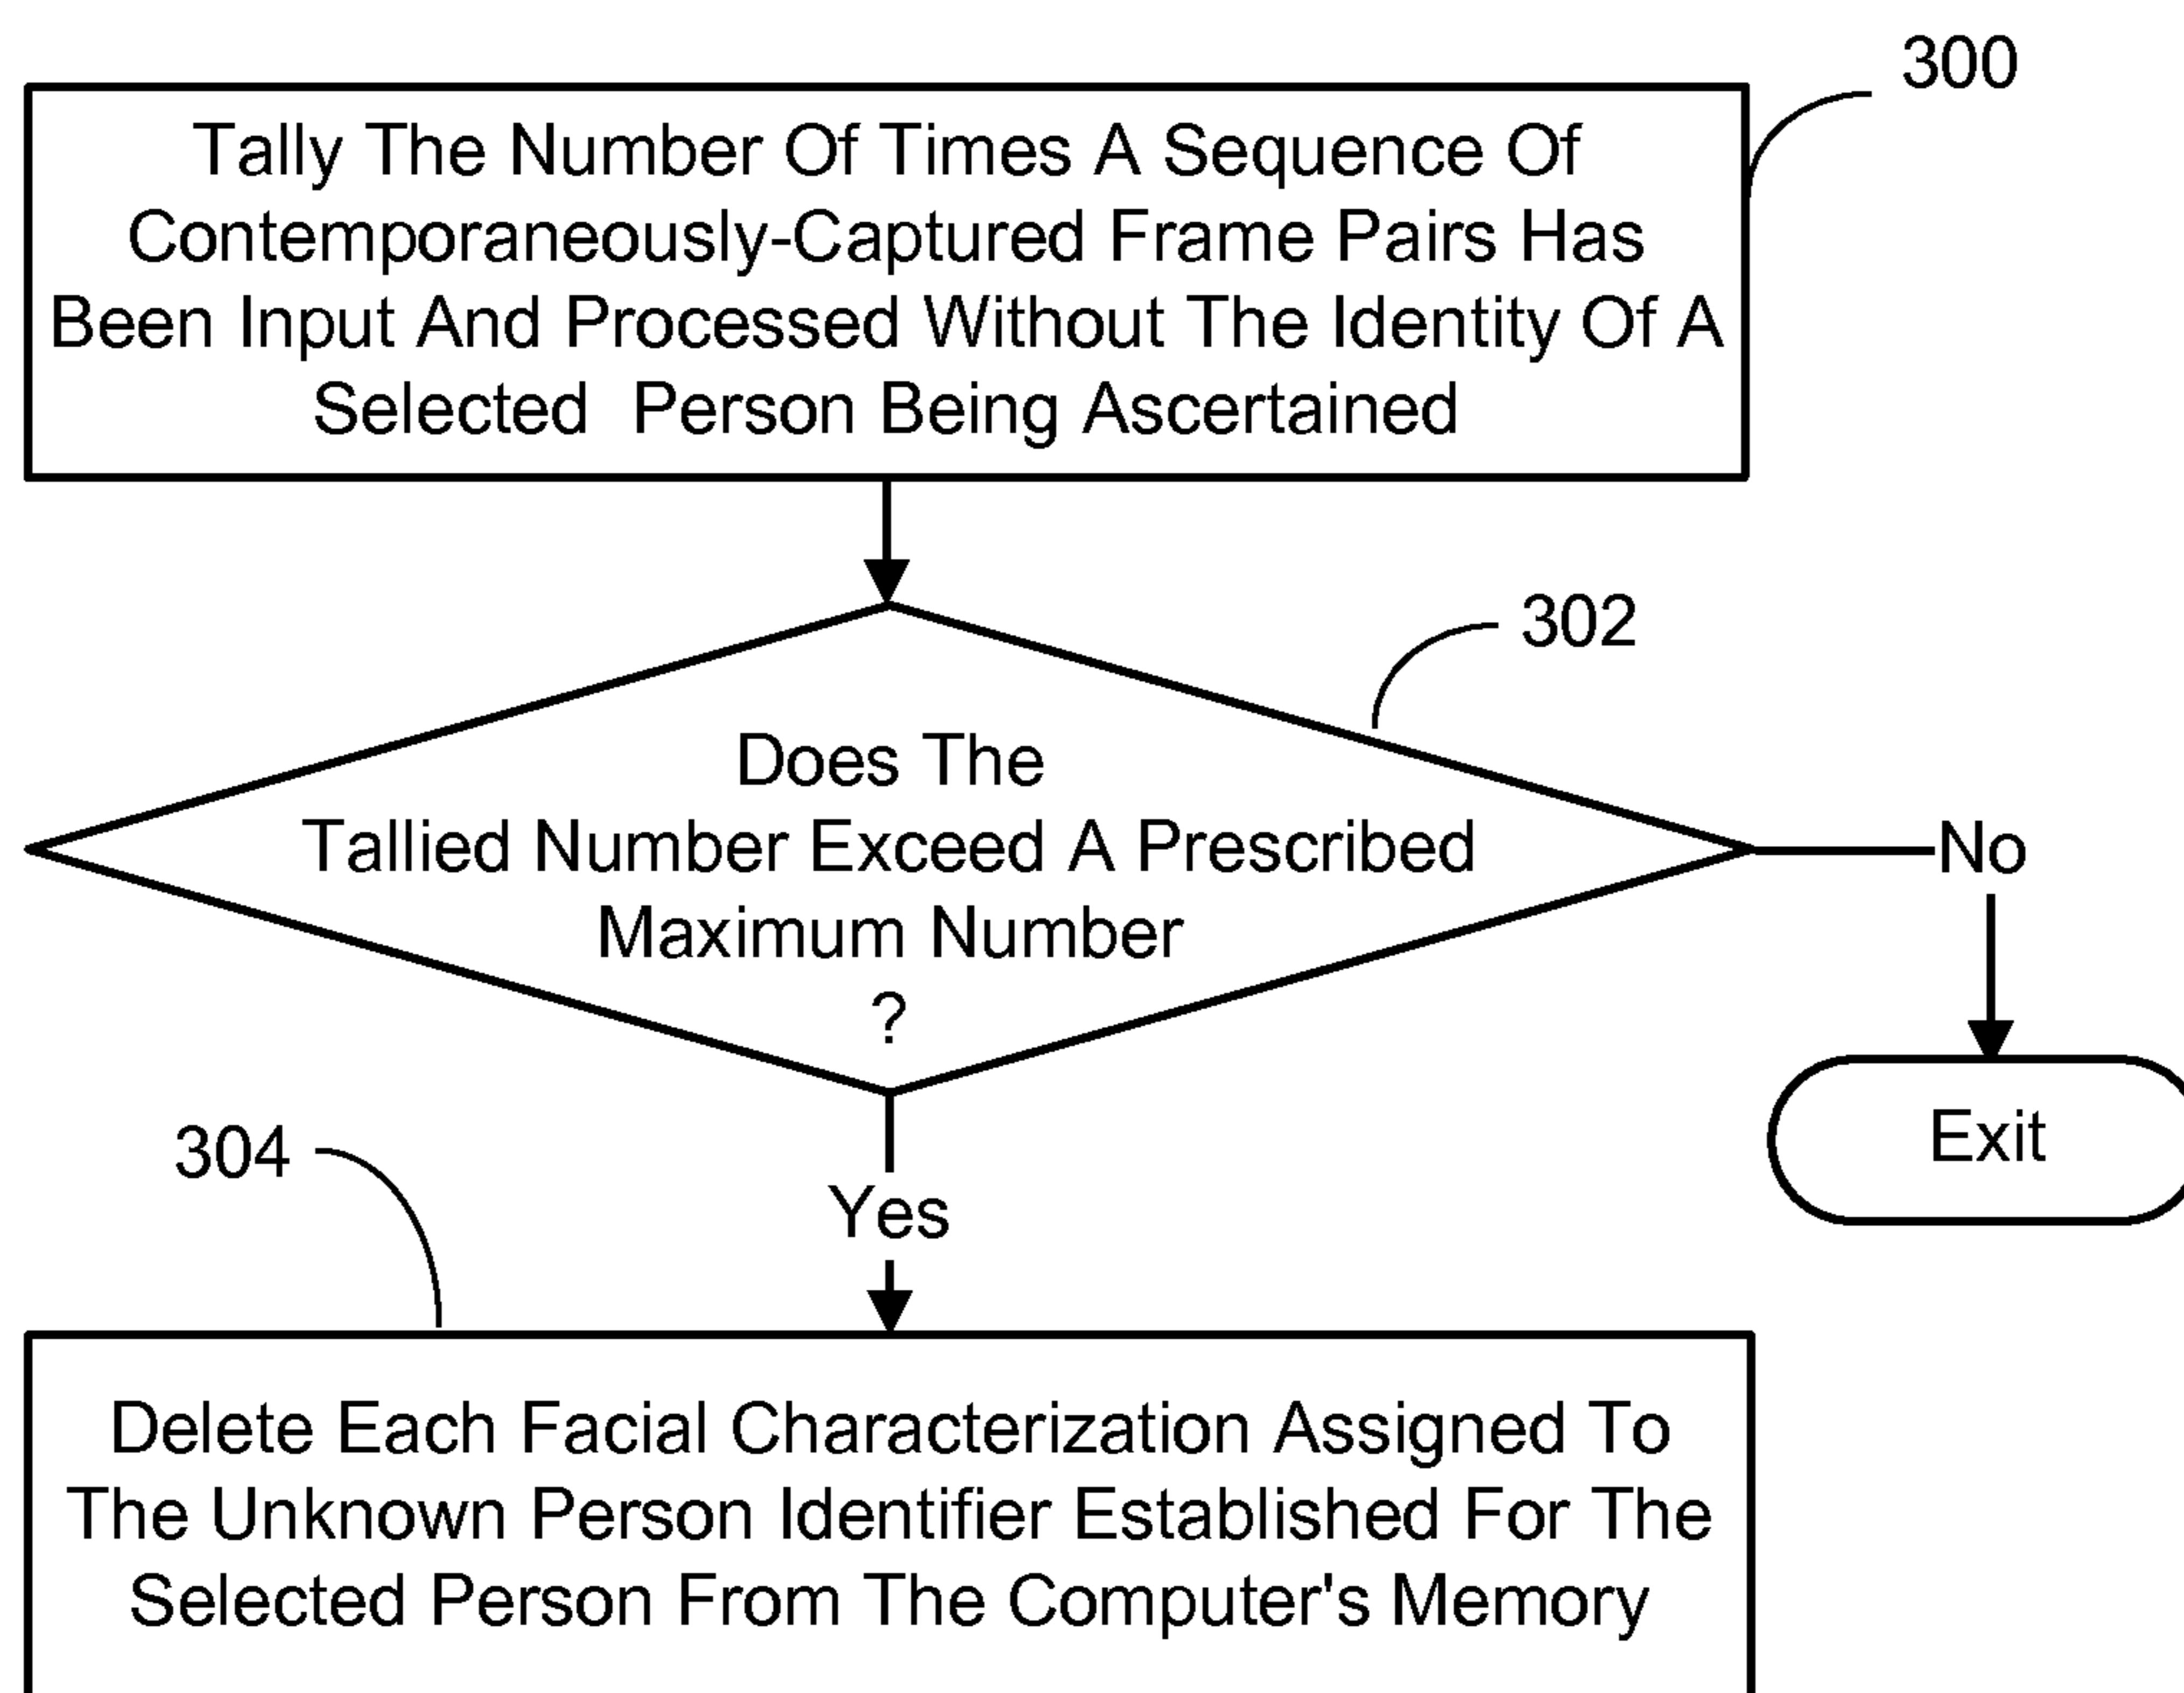 300
Tally The Number Of Times A Sequence Of
Contemporaneously-Captured Frame Pairs Has
Been Input And Processed Without The Identity Of A
Selected Person Being Ascertained
302
Does The
Tallied Number Exceed A Prescribed
Maximum Number
?
No
Exit
304
Yes
Delete Each Facial Characterization Assigned To
The Unknown Person Identifier Established For The
Selected Person From The Computer's Memory